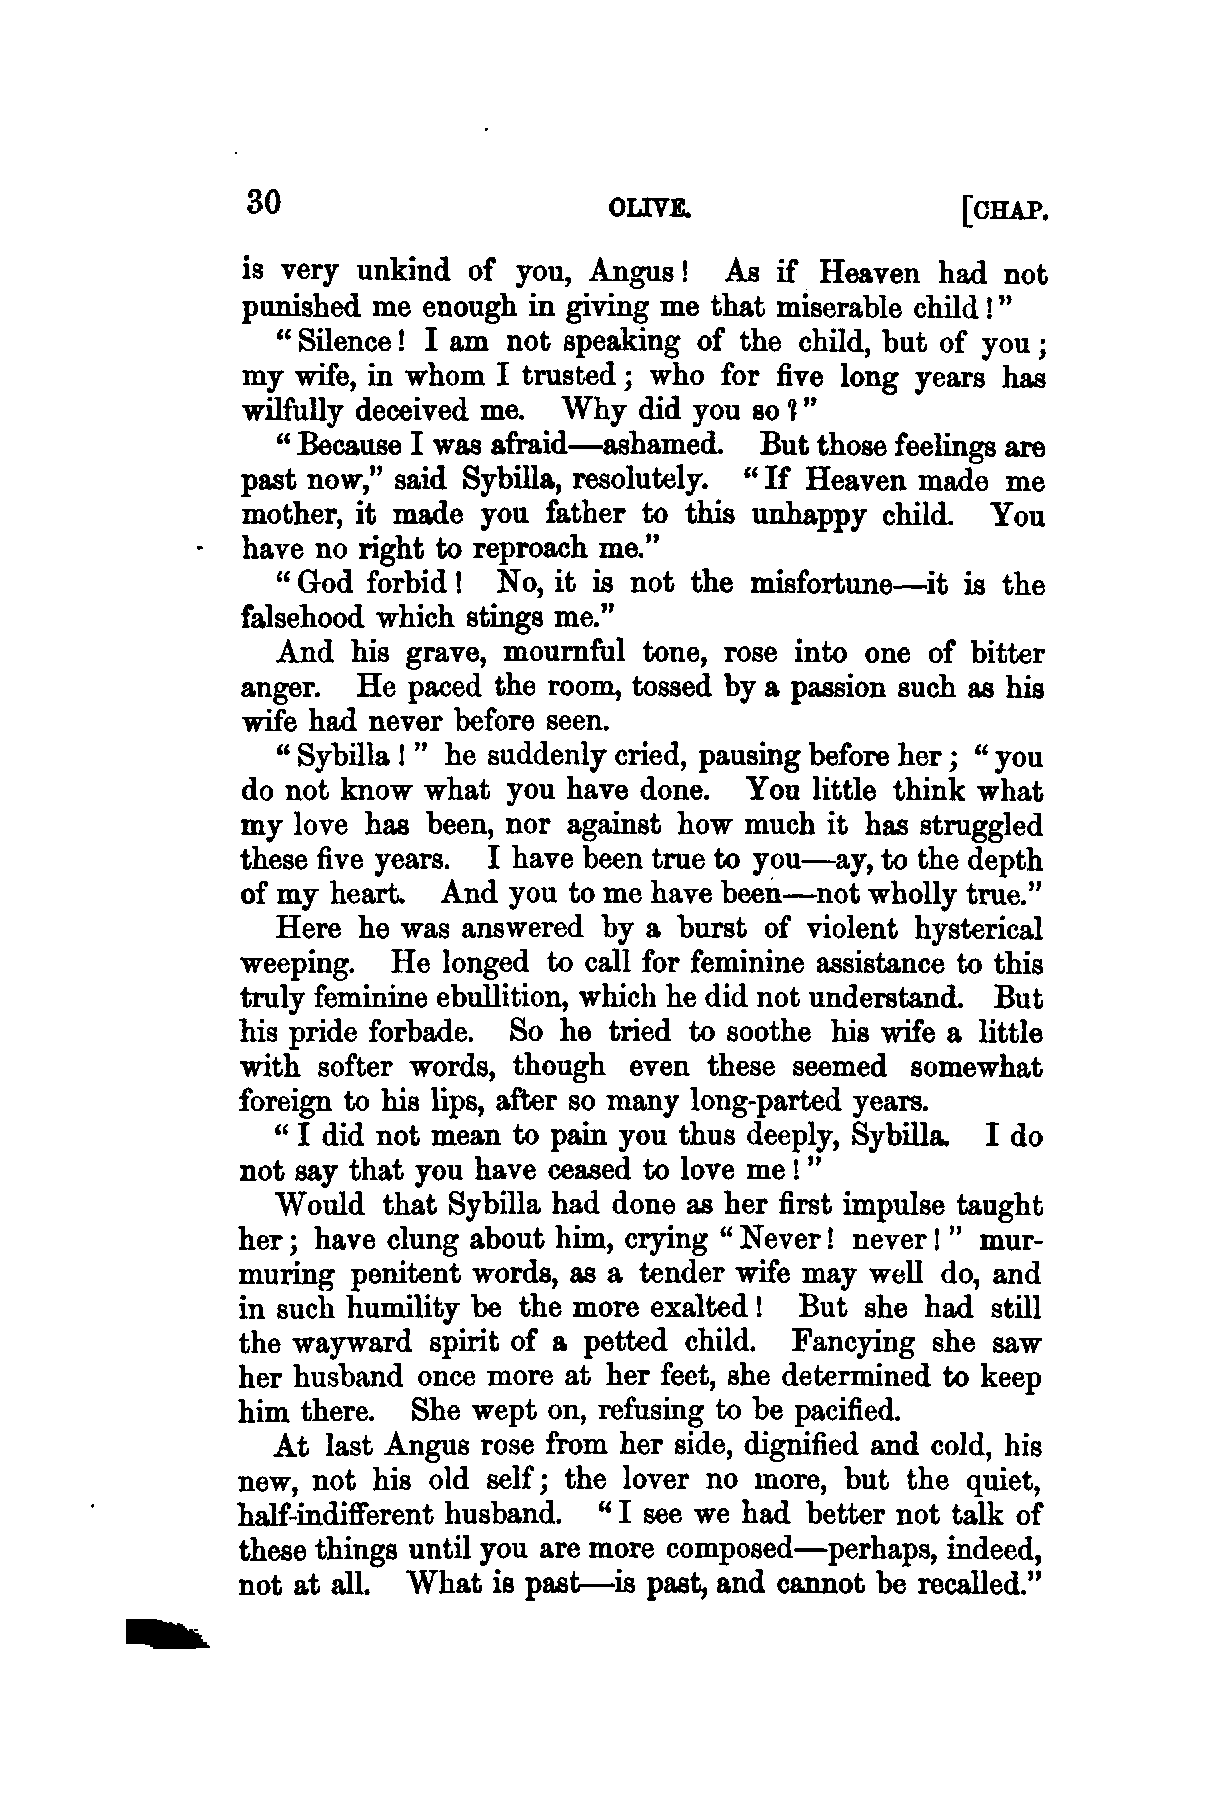 30 OLIVE. [CHAP.
is very unkind of you, Angus! As if Heaven had not
punished me enough in giving me that miserable child!"
"Silence! I am not speaking of the child, but of you;
my wife, in whom I trusted; who for five long years has
wilfully deceived me. Why did you so?"
"Because I was afraid—ashamed. But those feelings are
past now," said Sybilla, resolutely. "If Heaven made me
mother, it made you father to this unhappy child. You
have no right to reproach me."
"God forbid! No, it is not the misfortune—it is the
falsehood which stings me."
And his grave, mournful tone, rose into one of bitter
anger. He paced the room, tossed by a passion such as his
wife had never before seen.
"Sybilla!" he suddenly cried, pausing before her; "you
do not know what you have done. You little think what
my love has been, nor against how much it has struggled
these five years. I have been true to you—ay, to the depth
of my heart. And you to me have been—not wholly true."
Here he was answered by a burst of violent hysterical
weeping. He longed to call for feminine assistance to this
truly feminine ebullition, which he did not understand. But
his pride forbade. So he tried to soothe his wife a little
with softer words, though even these seemed somewhat
foreign to his lips, after so many long-parted years.
"I did not mean to pain you thus deeply, Sybilla. I do
not say that you have ceased to love me!"
Would that Sybilla had done as her first impulse taught
her; have clung about him, crying "Never! never!" mur-
muring penitent words, as a tender wife may well do, and
in such humility be the more exalted! But she had still
the wayward spirit of a petted child. Fancying she saw
her husband once more at her feet, she determined to keep
him there. She wept on, refusing to be pacified.
At last Angus rose from her side, dignified and cold, his
new, not his old self; the lover no more, but the quiet,
half-indifferent husband. "I see we had better not talk of
these things until you are more composed—perhaps, indeed,
not at all. What is past—is past, and cannot be recalled."